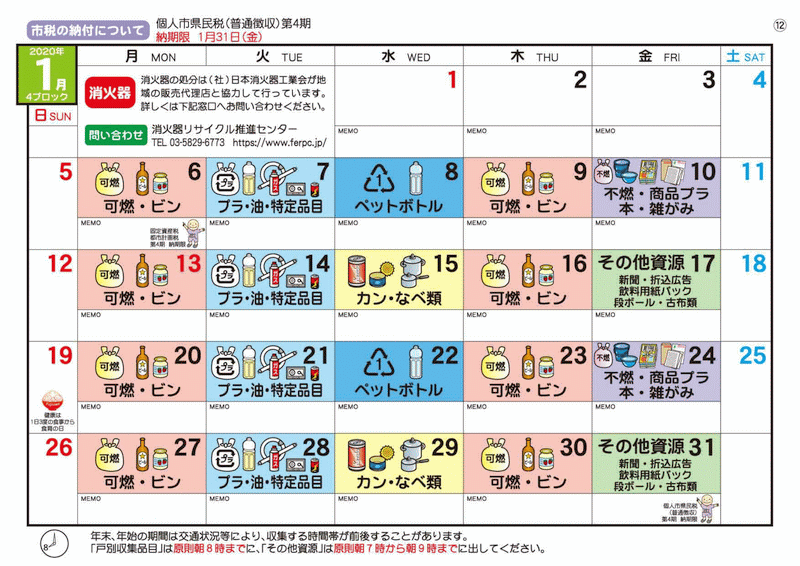 市税の納付について
個人市県民税（普通徴収）第4期
納期限 1月31日（金）
⑫
2020年
1月
4ブロック
月 MON
火 TUE
水 WED
木 THU
金 FRI
土 SAT
日 SUN
消火器
消火器の処分は（社）日本消火器工業会が地
域の販売代理店と協力して行っています。
詳しくは下記窓口へお問い合わせください。
問い合わせ
消火器リサイクル推進センター
TEL 03-5829-6773 https://www.ferpc.jp/
1
2
3
4
MEMO
MEMO
MEMO
5
可燃
6
可燃・ビン
プラ
7
プラ・油・特定品目
1
8
ペットボトル
可燃
9
可燃・ビン
不燃
10
不燃・商品プラ
本・雑がみ
11
MEMO
MEMO
MEMO
MEMO
MEMO
固定資産税
都市計画税
第4期 納期限
12
可燃
13
可燃・ビン
プラ
14
プラ・油・特定品目
15
カン・なべ類
可燃
16
可燃・ビン
その他資源 17
新聞・折込広告
飲料用紙パック
段ボール・古布類
18
MEMO
MEMO
MEMO
MEMO
MEMO
19
健康は
1日3度の食事から
食育の日
可燃
20
可燃・ビン
プラ
21
プラ・油・特定品目
1
22
ペットボトル
可燃
23
可燃・ビン
不燃
24
不燃・商品プラ
本・雑がみ
25
MEMO
MEMO
MEMO
MEMO
MEMO
26
可燃
27
可燃・ビン
プラ
28
プラ・油・特定品目
29
カン・なべ類
可燃
30
可燃・ビン
その他資源 31
新聞・折込広告
飲料用紙パック
段ボール・古布類
MEMO
MEMO
MEMO
MEMO
MEMO
個人市県民税
（普通徴収）
第4期 納期限
8
年末、年始の期間は交通状況等により、収集する時間帯が前後することがあります。
「戸別収集品目」は原則朝8時までに、「その他資源」は原則朝7時から朝9時までに出してください。